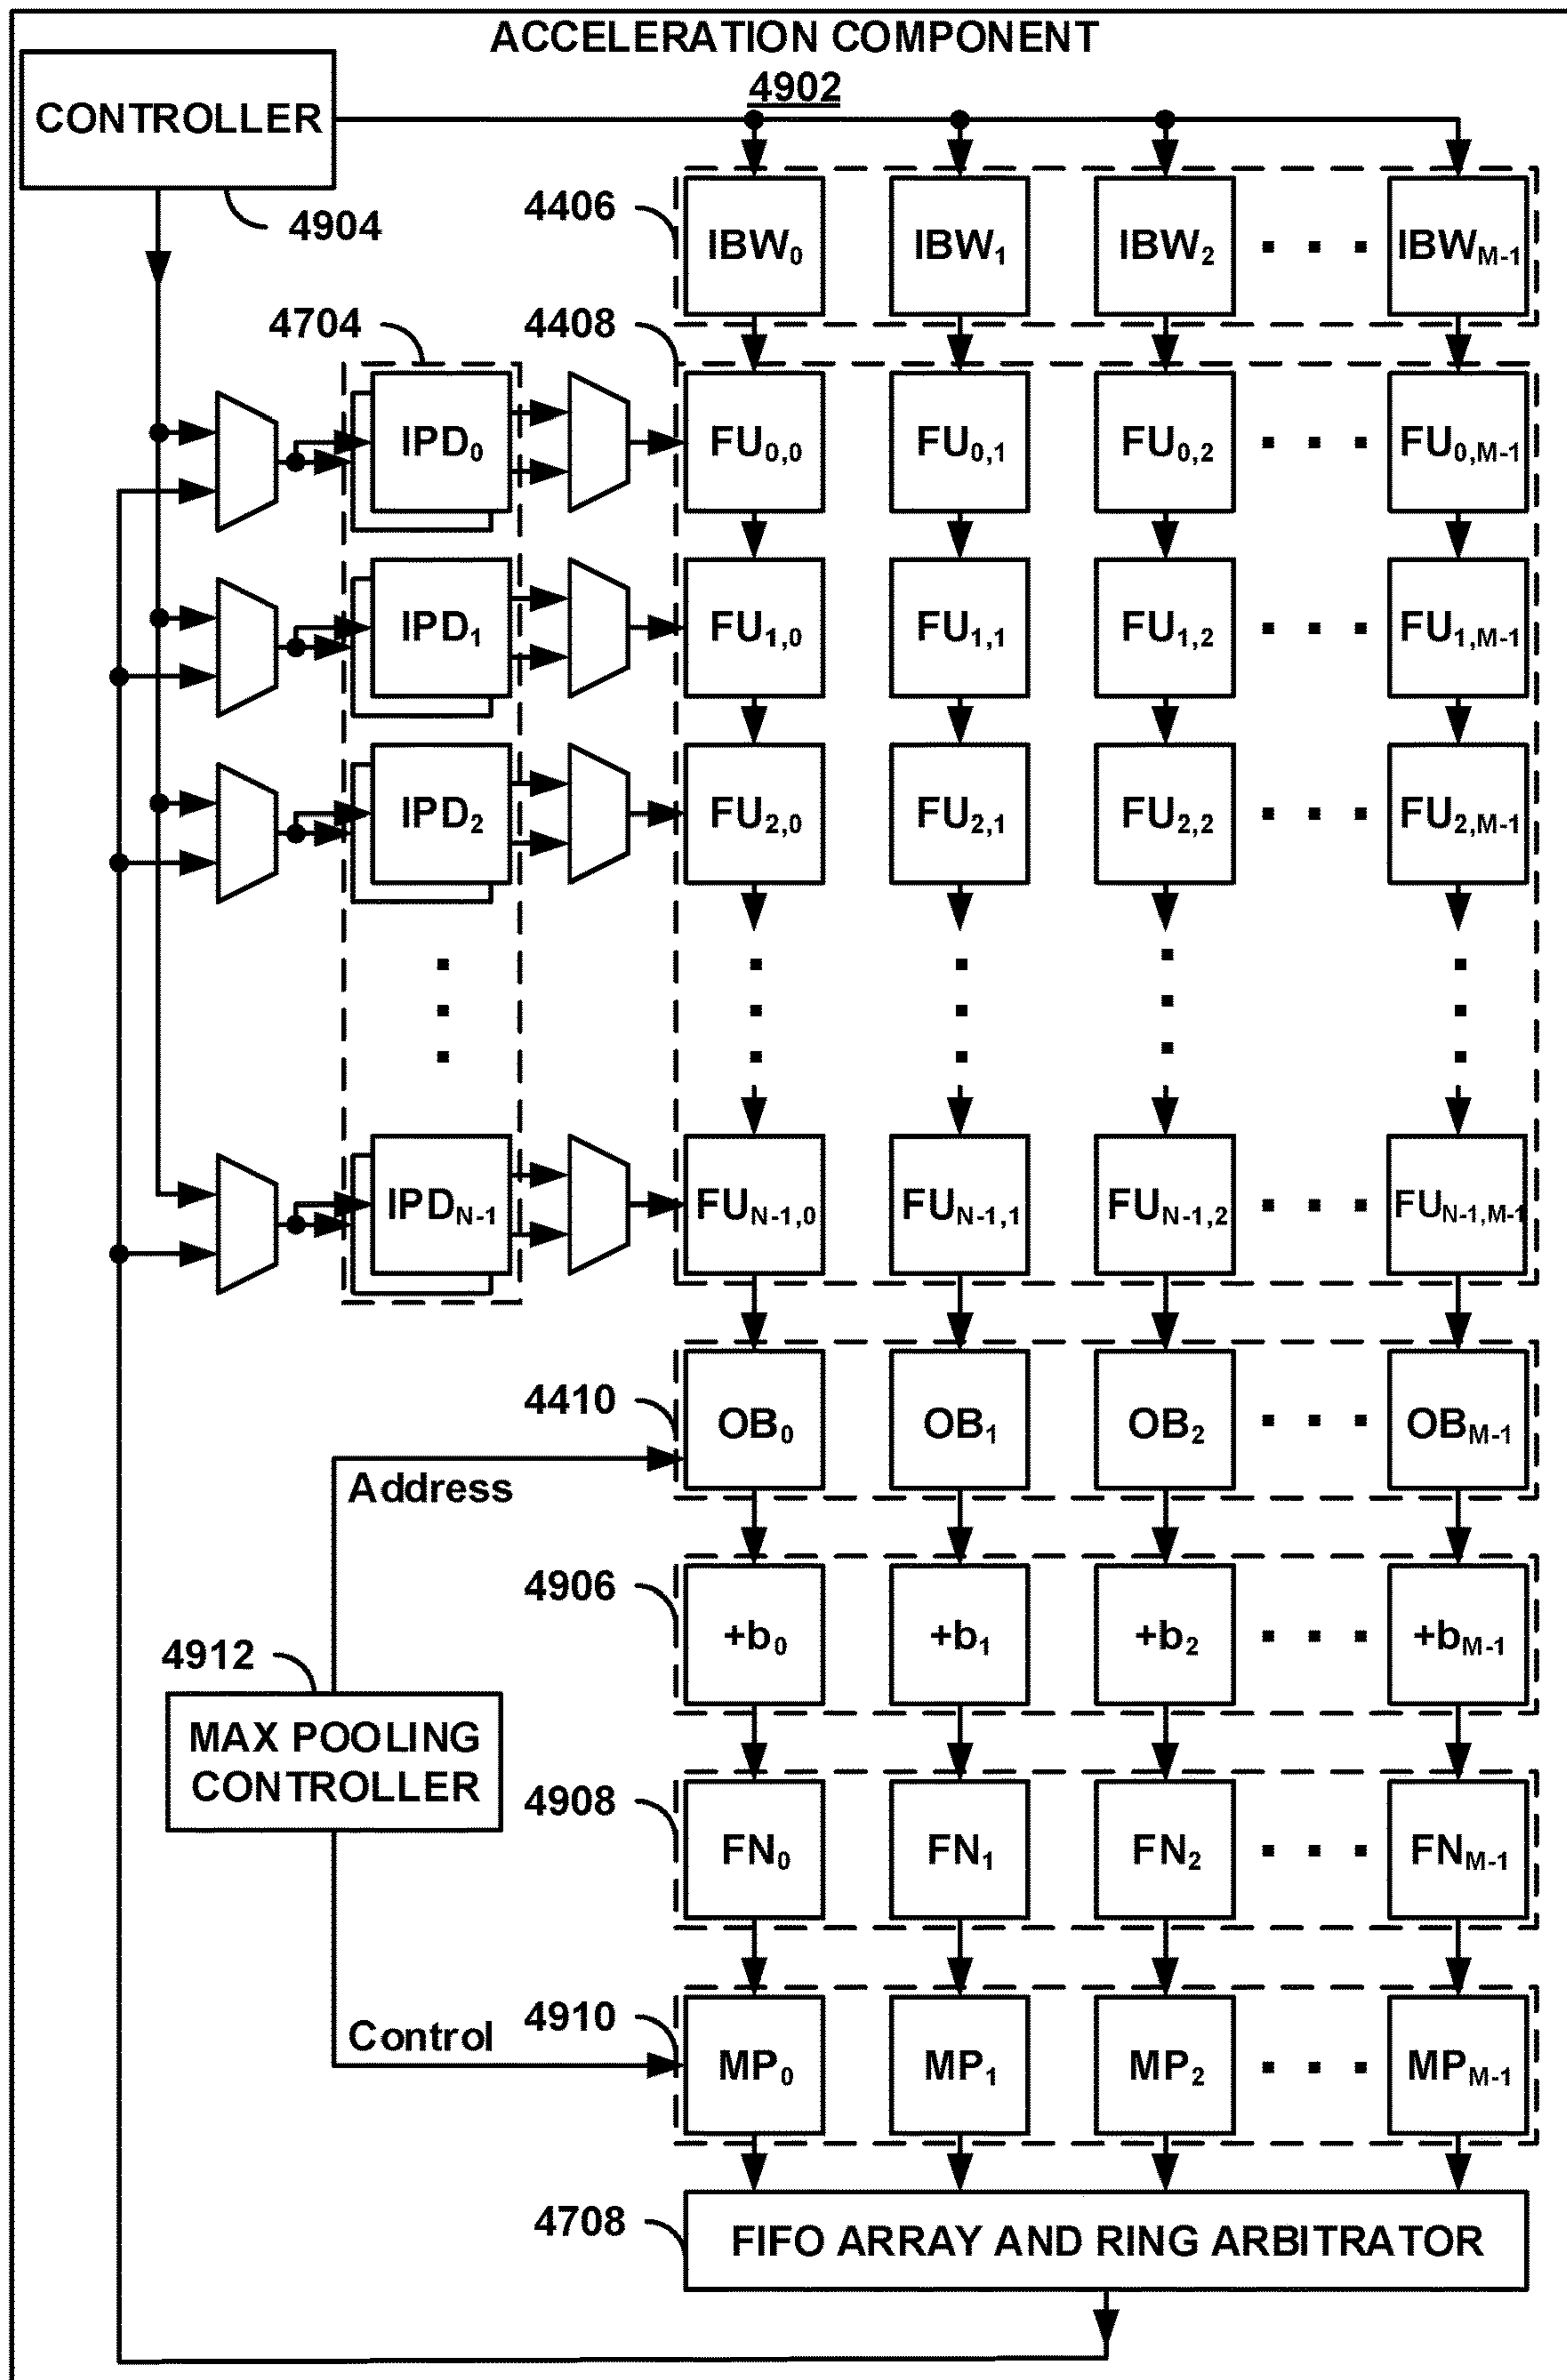 ACCELERATION COMPONENT
4902
CONTROLLER
4904
4406
IBW0 IBW1 IBW2 . . . IBWM-1
4704
4408
IPD0 FU0,0 FU0,1 FU0,2 . . . FU0,M-1
IPD1 FU1,0 FU1,1 FU1,2 . . . FU1,M-1
IPD2 FU2,0 FU2,1 FU2,2 . . . FU2,M-1
IPDN-1 FUN-1,0 FUN-1,1 FUN-1,2 . . . FUN-1,M-1
4410
OB0 OB1 OB2 . . . OBM-1
Address
4906
+b0 +b1 +b2 . . . +bM-1
4912
MAX POOLING
CONTROLLER
4908
FN0 FN1 FN2 . . . FNM-1
4910
Control
MP0 MP1 MP2 . . . MPM-1
4708
FIFO ARRAY AND RING ARBITRATOR